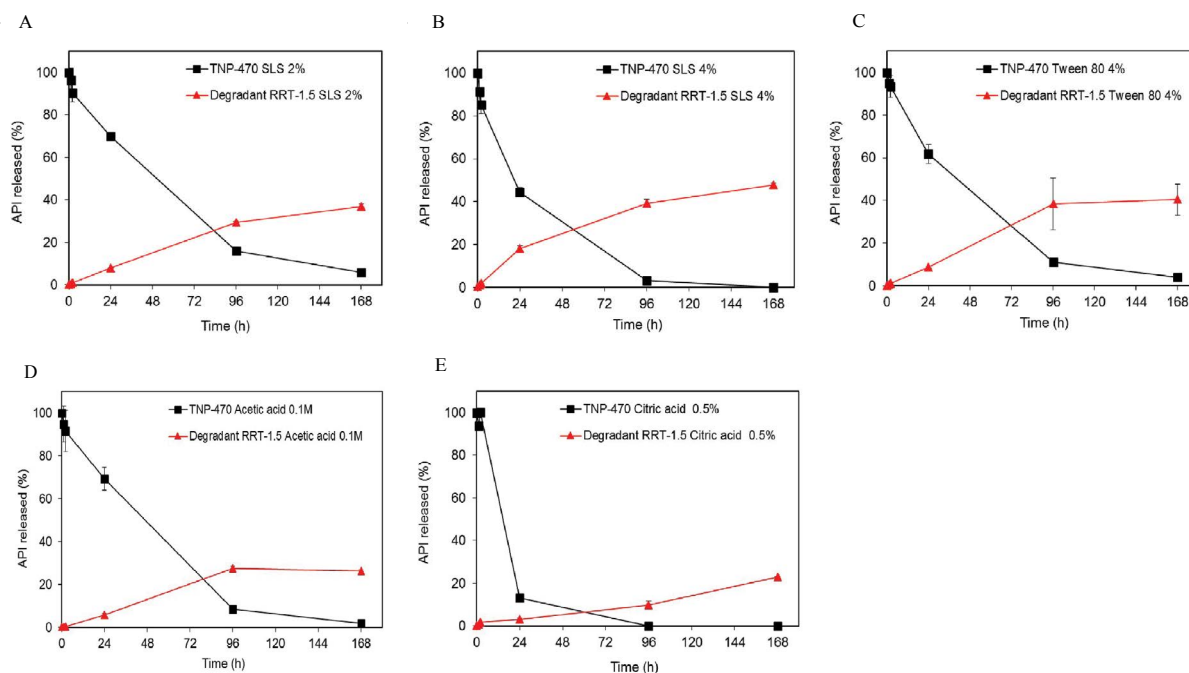 A
TNP-470 SLS 2%
Degradant RRT-1.5 SLS 2%
API released (%)
100
80
60
40
20
0
0 24 48 72 96 120 144 168
Time (h)
B
TNP-470 SLS 4%
Degradant RRT-1.5 SLS 4%
API released (%)
100
80
60
40
20
0
0 24 48 72 96 120 144 168
Time (h)
C
TNP-470 Tween 80 4%
Degradant RRT-1.5 Tween 80 4%
API released (%)
100
80
60
40
20
0
0 24 48 72 96 120 144 168
Time (h)
D
TNP-470 Acetic acid 0.1M
Degradant RRT-1.5 Acetic acid 0.1M
API released (%)
100
80
60
40
20
0
0 24 48 72 96 120 144 168
Time (h)
E
TNP-470 Citric acid 0.5%
Degradant RRT-1.5 Citric acid 0.5%
API released (%)
100
80
60
40
20
0
0 24 48 72 96 120 144 168
Time (h)